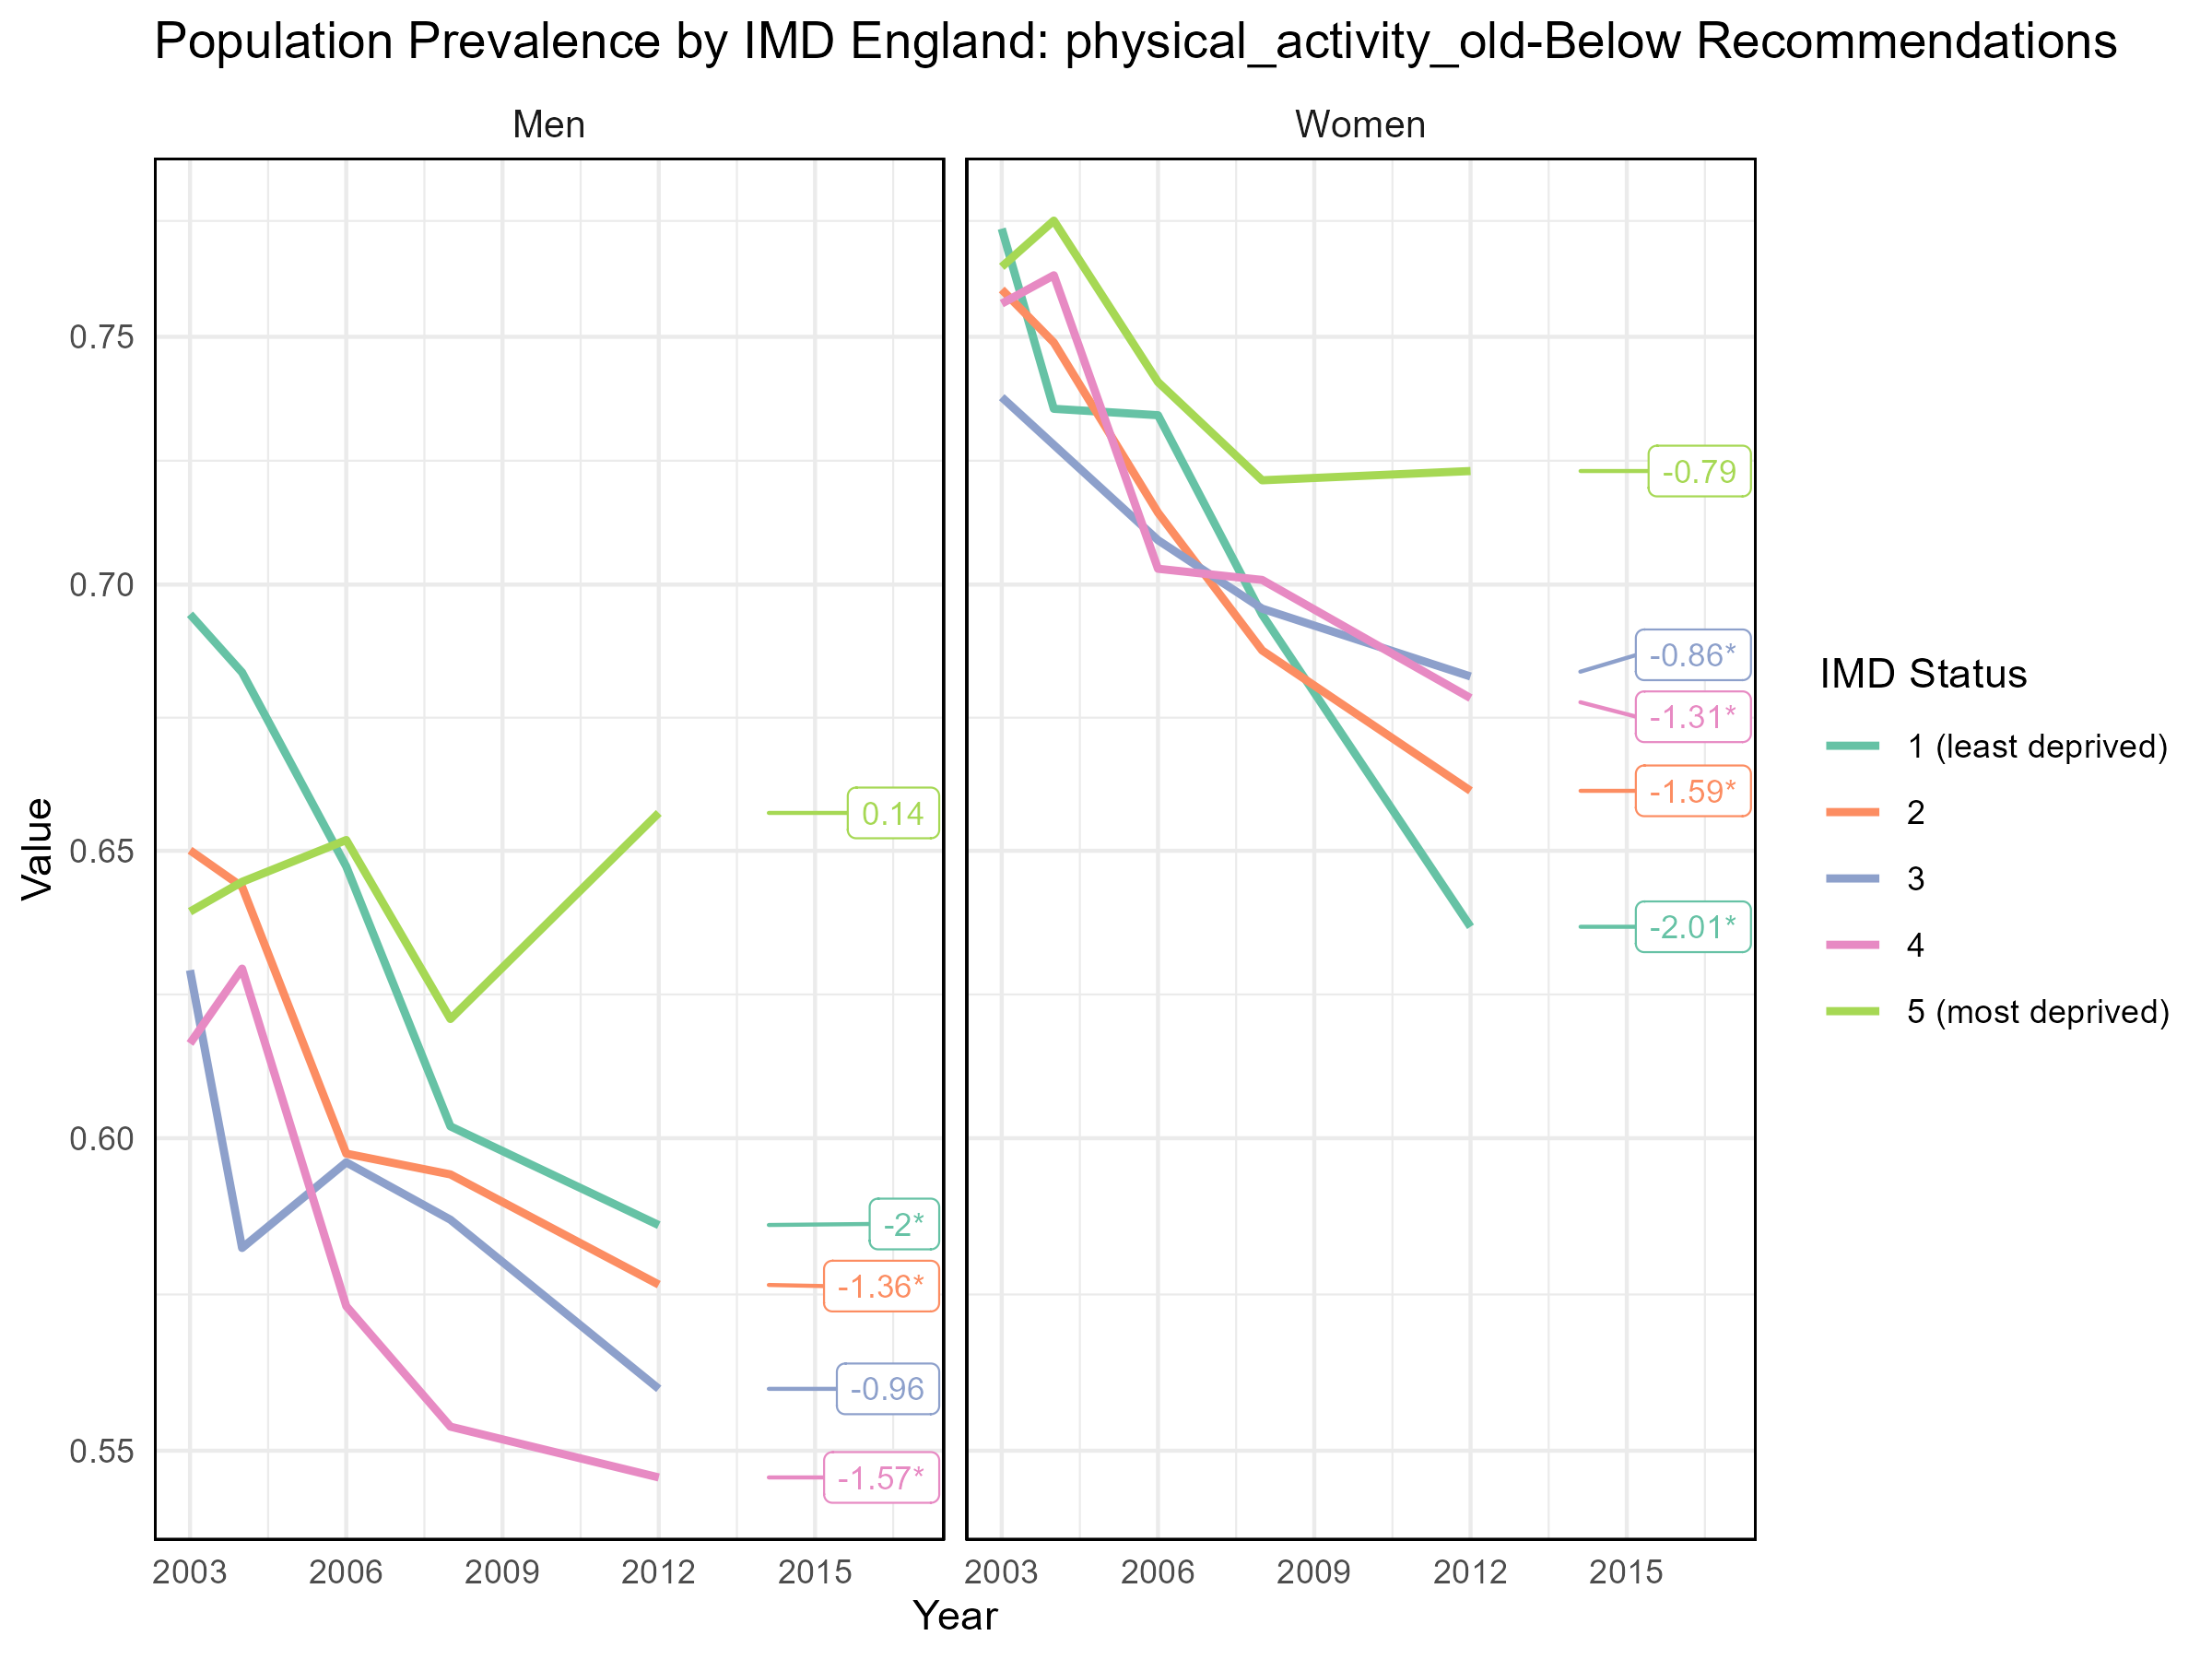 Population Prevalence by IMD England: physical_activity_old-Below Recommendations
Men
Women
Value
0.75
0.70
0.65
0.60
0.55
0.14
-2*
-1.36*
-0.96
-1.57*
-0.79
-0.86*
-1.31*
-1.59*
-2.01*
2003 2006 2009 2012 2015
2003 2006 2009 2012 2015
Year
IMD Status
1 (least deprived)
2
3
4
5 (most deprived)